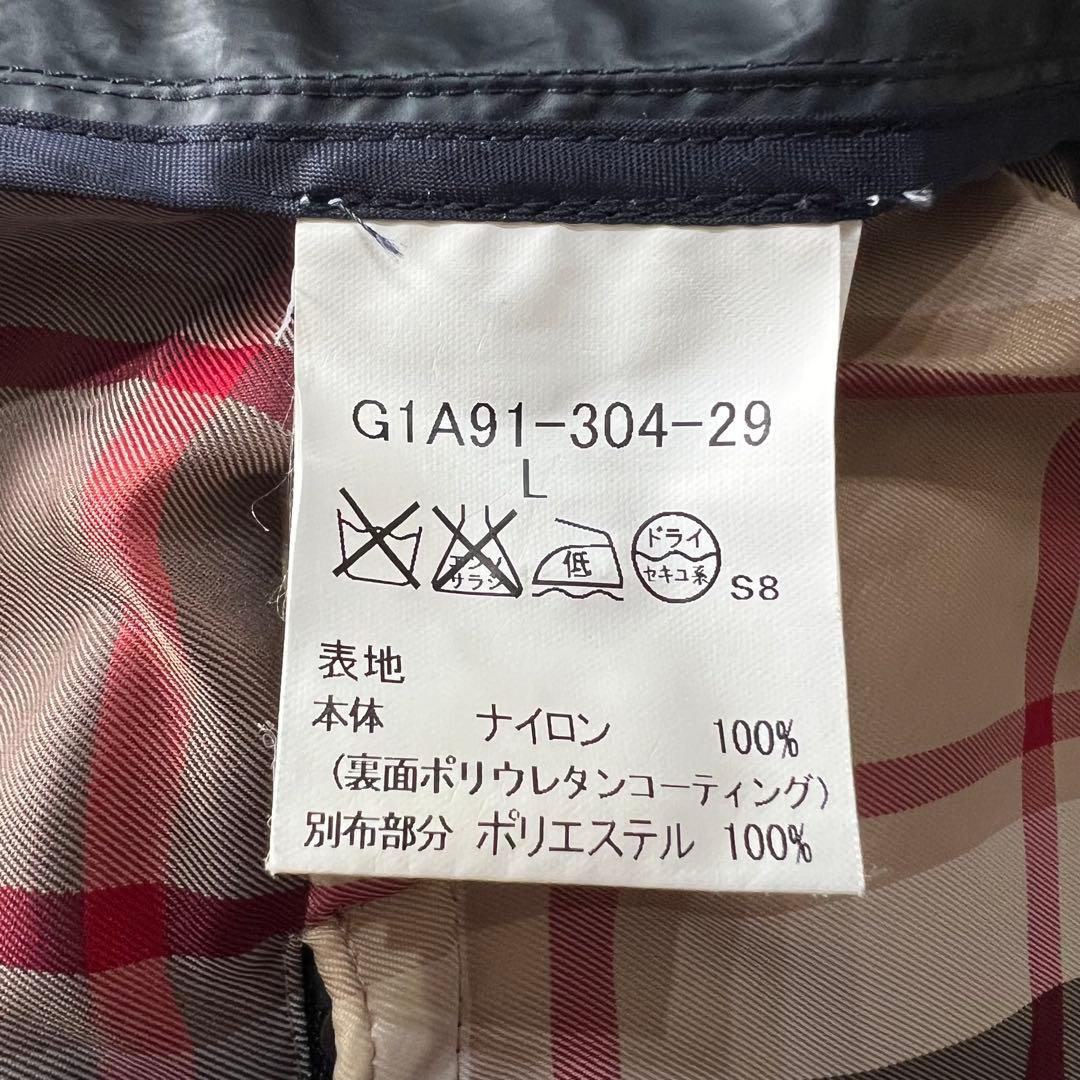 G1A91-304-29
L
エンソ
サラシ
低
ドライ
セキユ系
S8
表地
本体 ナイロン 100%
(裏面ポリウレタンコーティング)
別布部分 ポリエステル 100%